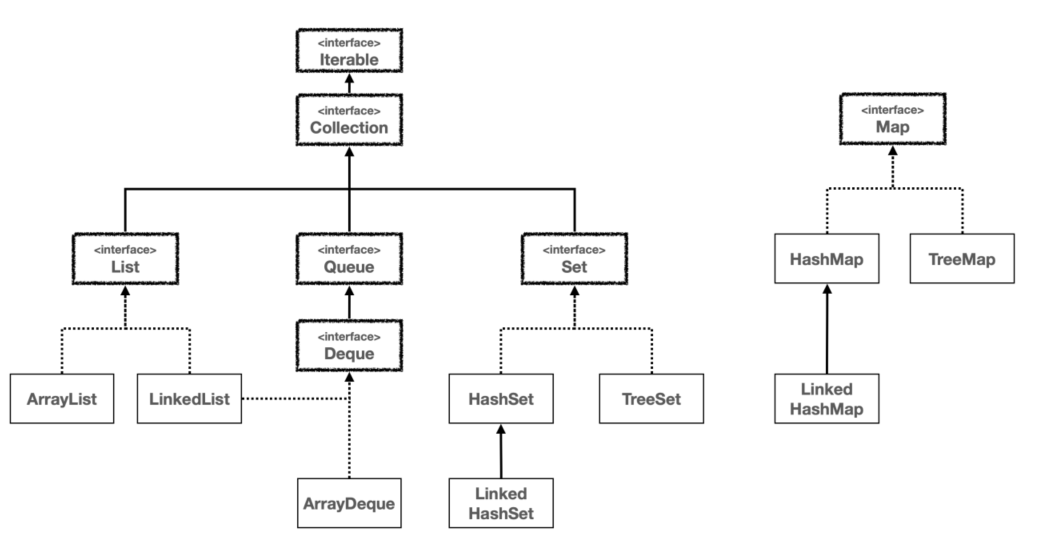 <interface>
Iterable
<interface>
Collection
<interface>
Map
<interface>
List
<interface>
Queue
<interface>
Set
HashMap
TreeMap
<interface>
Deque
ArrayList
LinkedList
HashSet
TreeSet
Linked
HashMap
ArrayDeque
Linked
HashSet